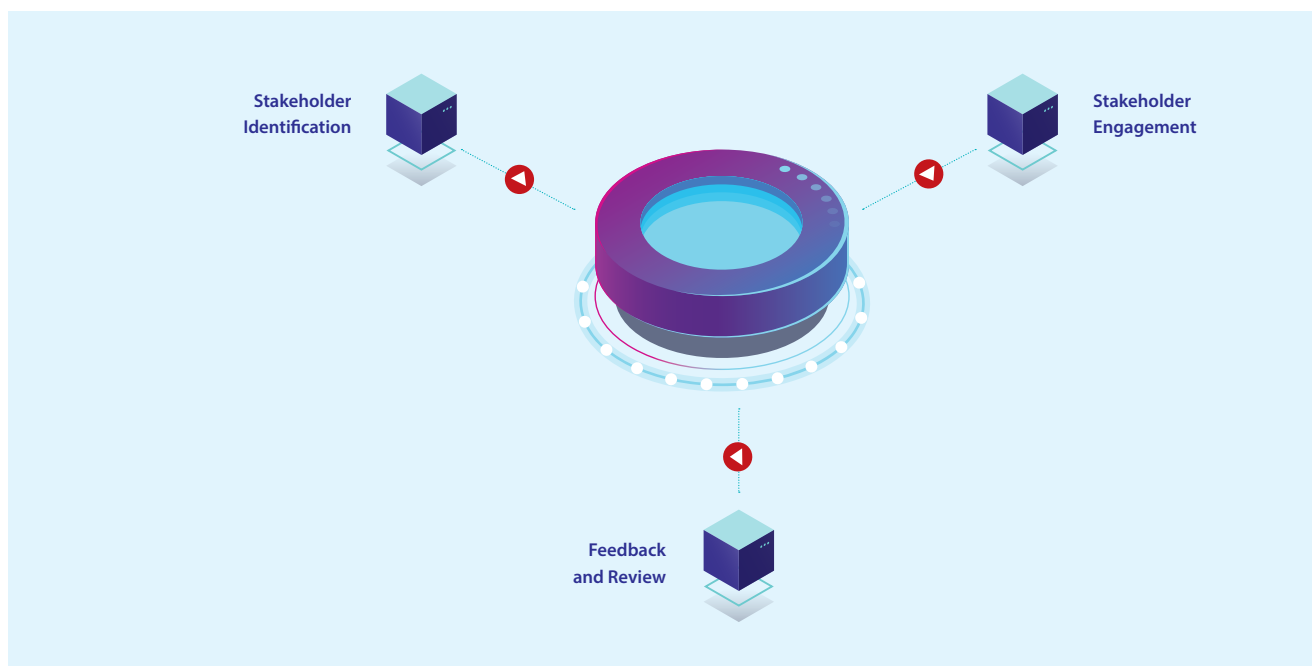 Stakeholder
Identification
Stakeholder
Engagement
Feedback
and Review